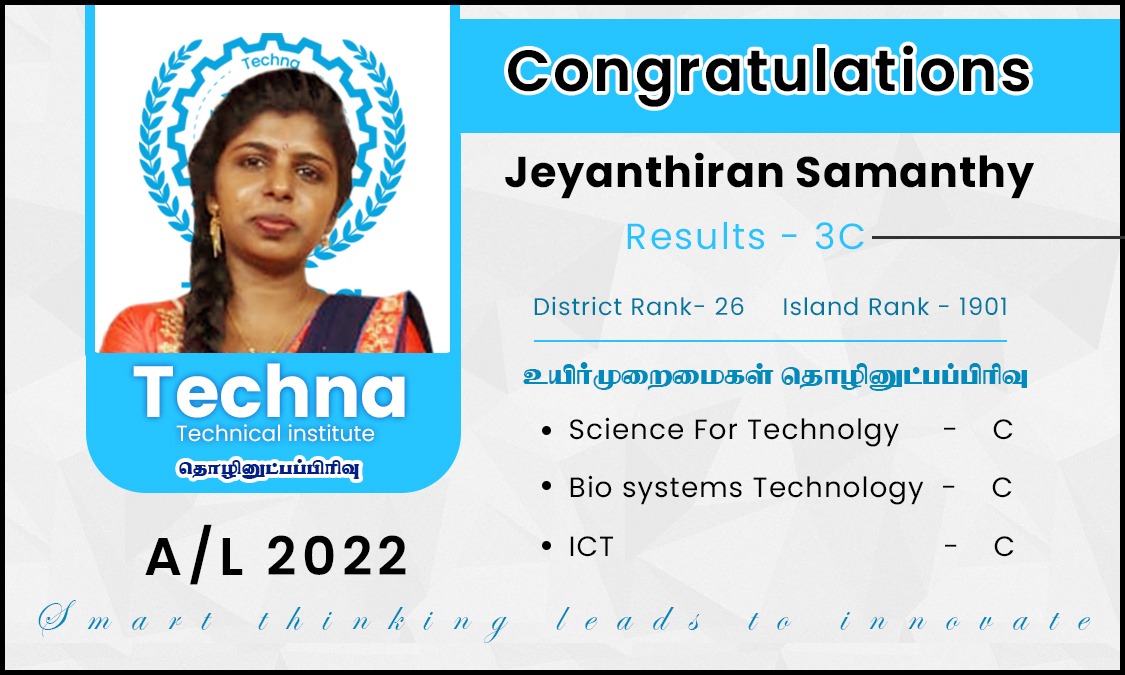 Techna
Congratulations
Jeyanthiran Samanthy
Results - 3C
District Rank- 26 Island Rank - 1901
உயிர்முறைமைகள் தொழினுட்பப்பிரிவு
• Science For Technolgy - C
• Bio systems Technology - C
• ICT - C
Techna
Technical institute
தொழினுட்பப்பிரிவு
A/L 2022
Smart thinking leads to innovate